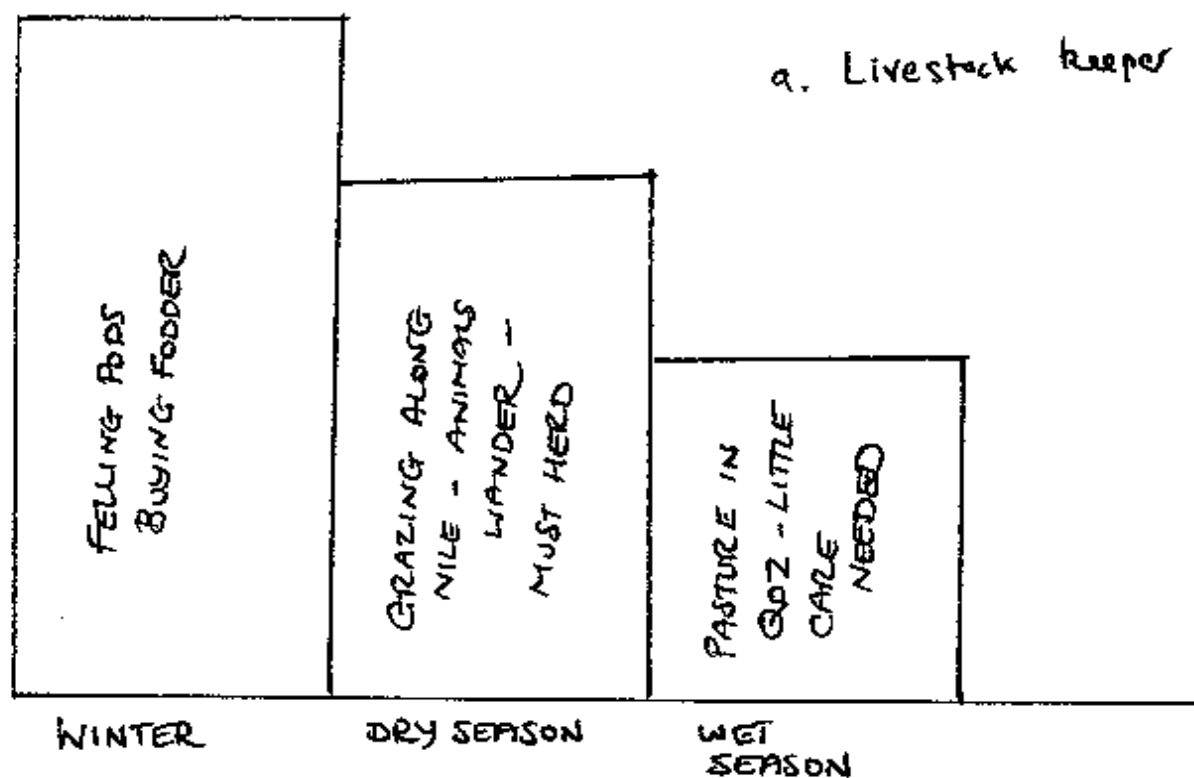 a. Livestock keeper
FELLING PODS
BUYING FODDER
GRAZING ALONG
NILE - ANIMALS
WANDER -
MUST HERD
PASTURE IN
QOZ - LITTLE
CARE
NEEDED
WINTER
DRY SEASON
WET
SEASON